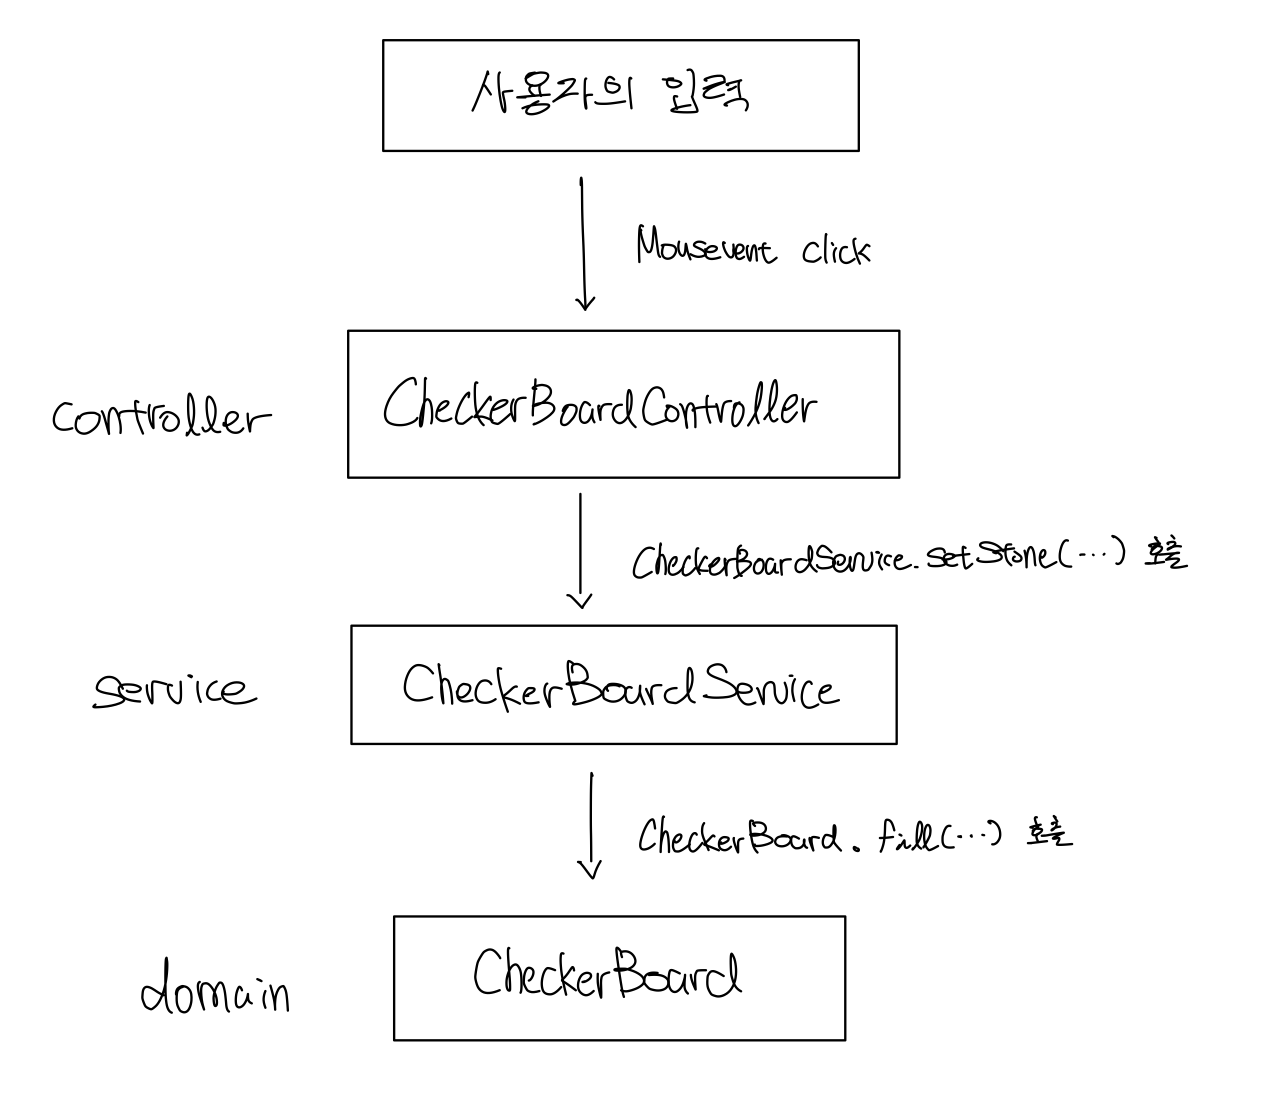 사용자의 입력
Mousevent click
controller
CheckerBoardController
CheckerBoardService.setStone(...) 호출
service
CheckerBoardService
CheckerBoard.fill(...) 호출
domain
CheckerBoard